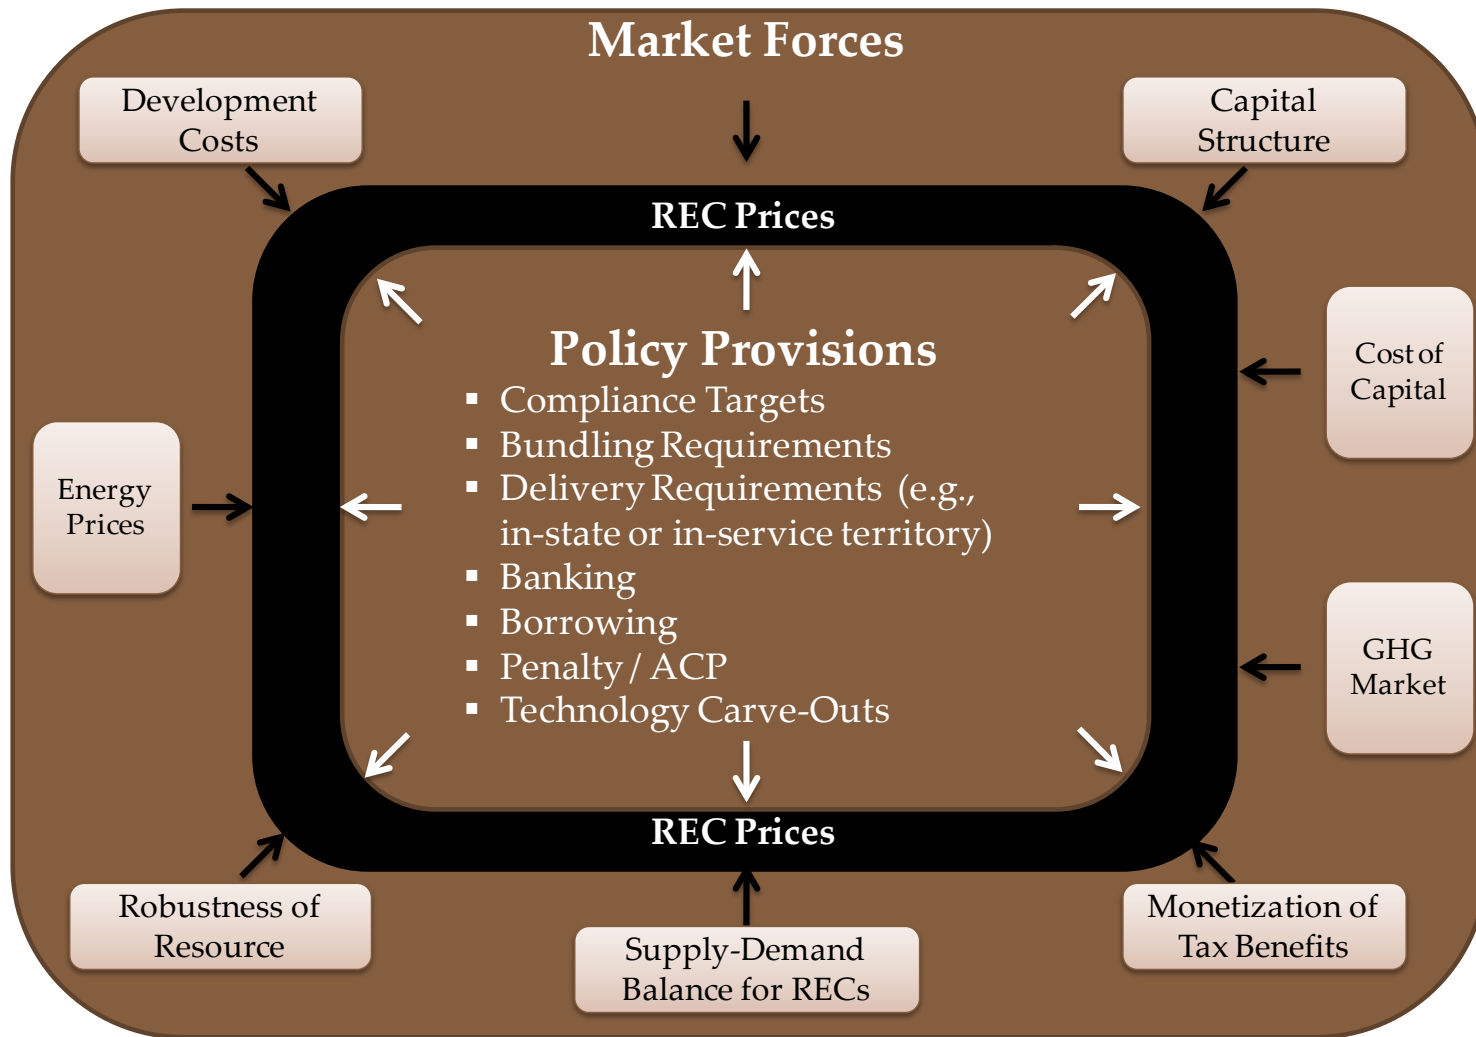 Market Forces
Development
Costs
Capital
Structure
REC Prices
Cost of
Capital
Policy Provisions
▪ Compliance Targets
▪ Bundling Requirements
▪ Delivery Requirements (e.g.,
in-state or in-service territory)
▪ Banking
▪ Borrowing
▪ Penalty / ACP
▪ Technology Carve-Outs
Energy
Prices
GHG
Market
REC Prices
Robustness of
Resource
Supply-Demand
Balance for RECs
Monetization of
Tax Benefits